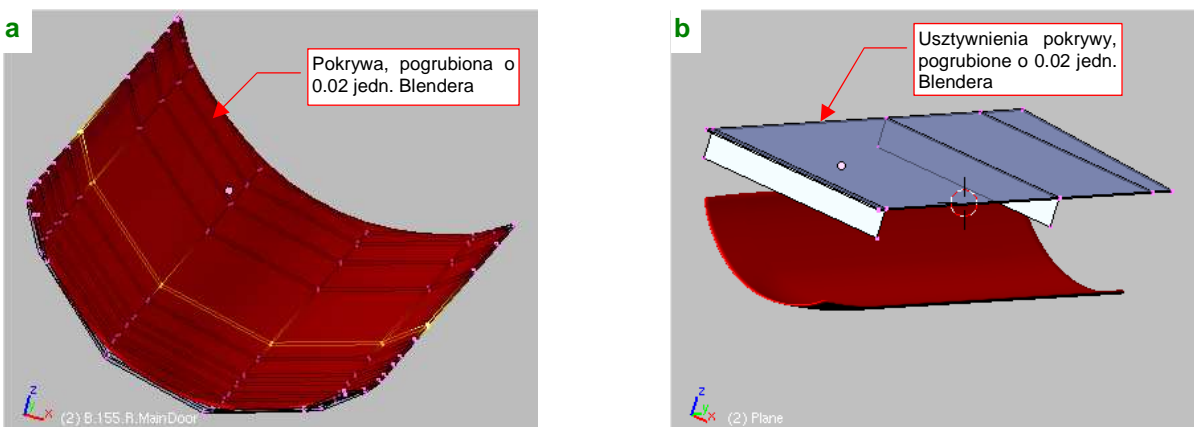 a
Pokrywa, pogrubiona o
0.02 jedn. Blendera
z
y
x
(2) B.155.R.MainDoor
b
Usztywnienia pokrywy,
pogrubione o 0.02 jedn.
Blendera
z
y
x
(2) Plane